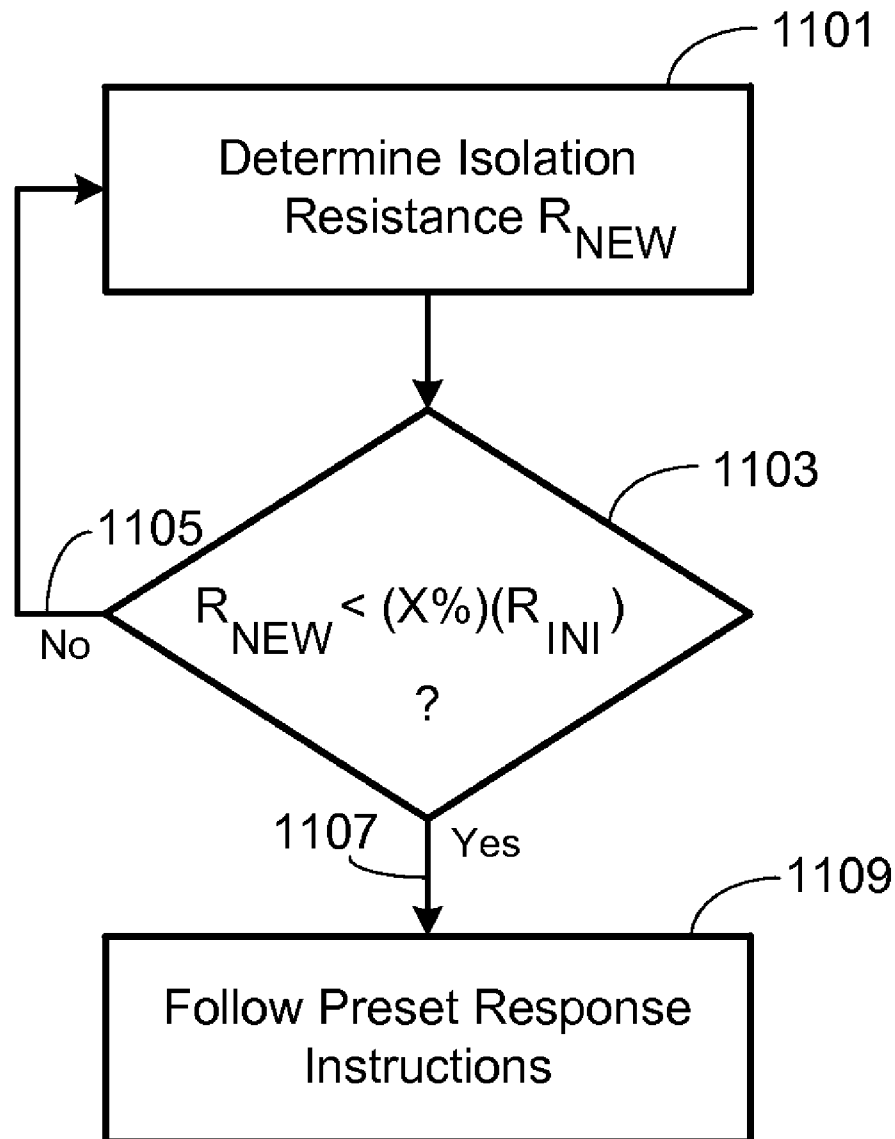 1101
Determine Isolation
Resistance R_NEW
1103
1105
R_NEW < (X%)(R_INI)
No
?
1107
Yes
1109
Follow Preset Response
Instructions